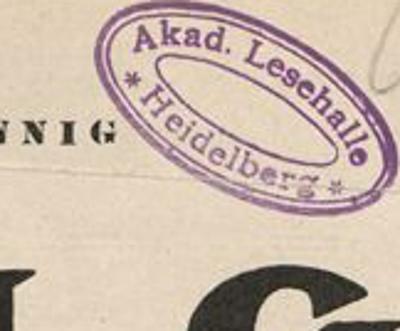 Akad. Lesehalle
* Heidelberg *
NNIG